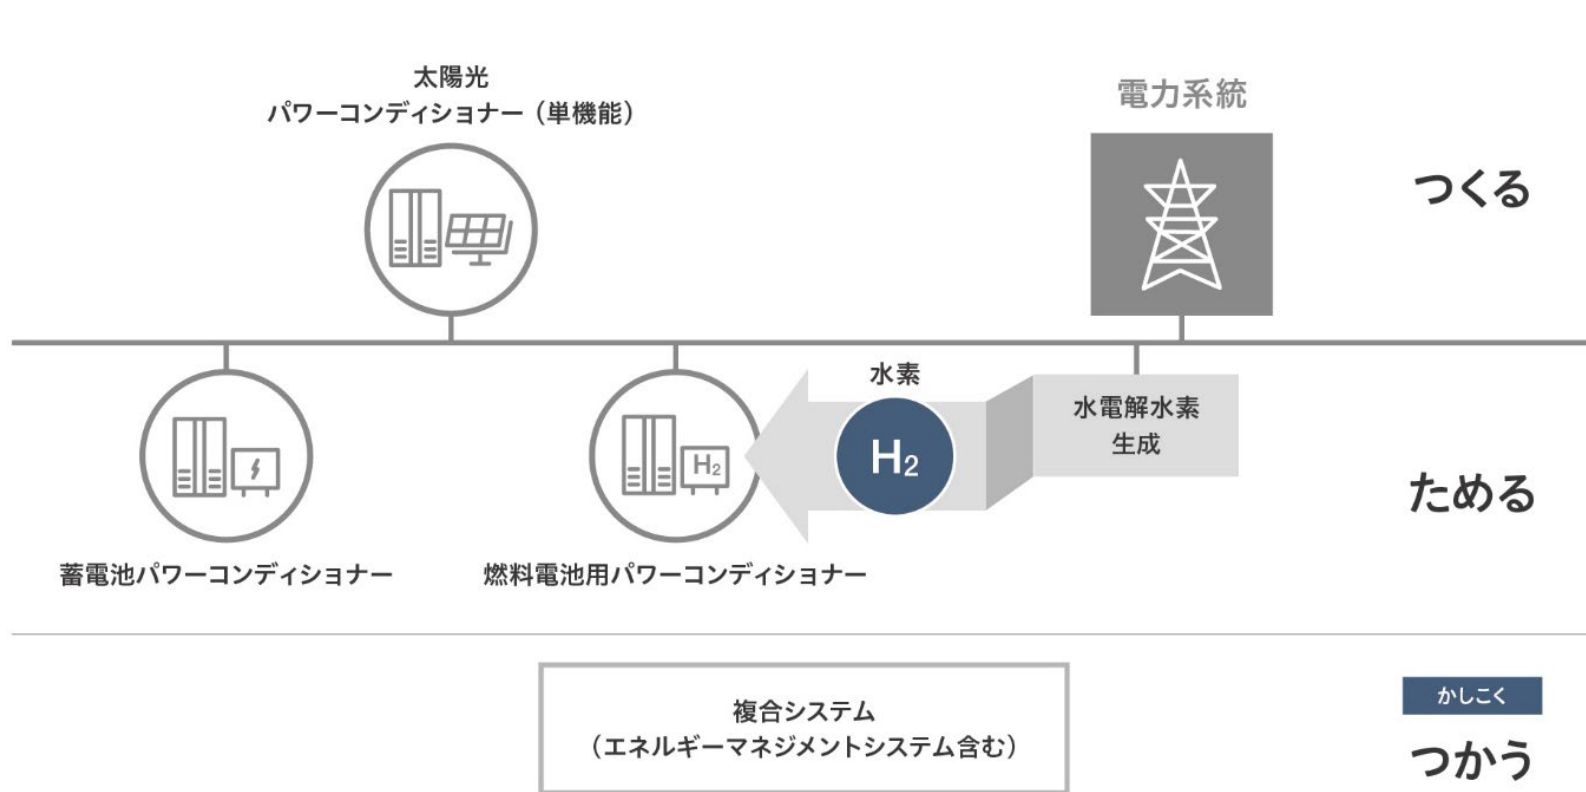 太陽光
パワーコンディショナー（単機能）
電力系統
つくる
水素
H₂
水電解水素
生成
H₂
ためる
蓄電池パワーコンディショナー
燃料電池用パワーコンディショナー
複合システム
（エネルギーマネジメントシステム含む）
かしこく
つかう